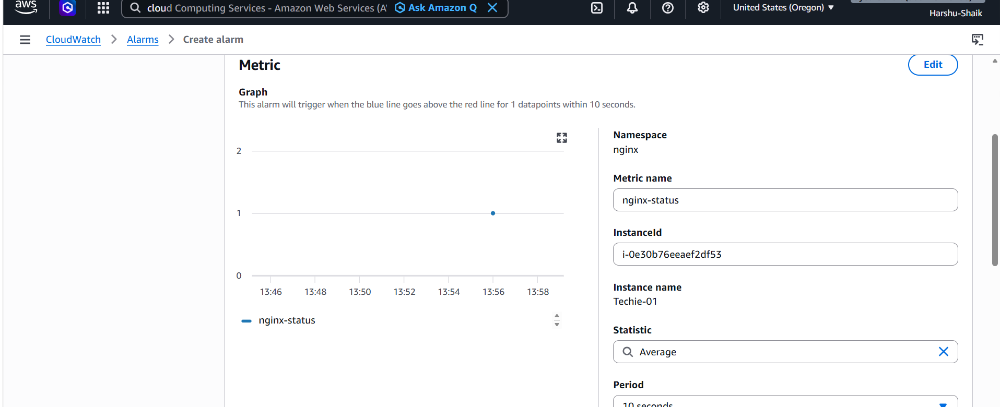 aws
cloud Computing Services - Amazon Web Services (A
Ask Amazon Q
United States (Oregon)
Harshu-Shaik
CloudWatch
Alarms
Create alarm
Metric
Edit
Graph
This alarm will trigger when the blue line goes above the red line for 1 datapoints within 10 seconds.
2
1
0
13:46 13:48 13:50 13:52 13:54 13:56 13:58
nginx-status
Namespace
nginx
Metric name
nginx-status
InstanceId
i-0e30b76eeaef2df53
Instance name
Techie-01
Statistic
Average
Period
10 seconds